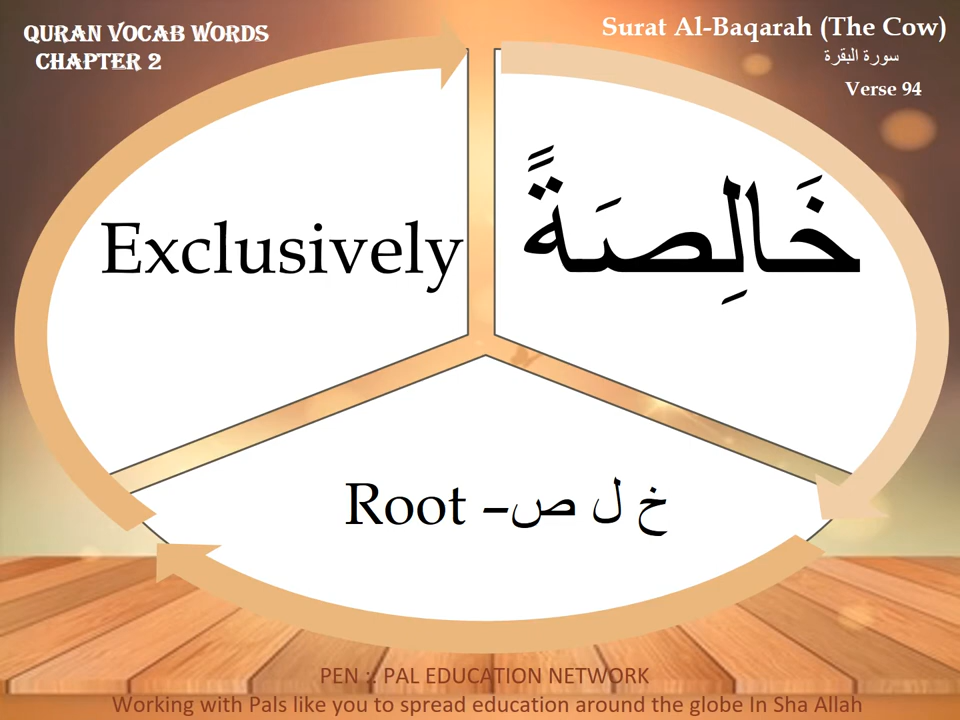 QURAN VOCAB WORDS
CHAPTER 2
Surat Al-Baqarah (The Cow)
سورة البقرة
Verse 94
Exclusively
خَالِصَةً
Root – خ ل ص
PEN :: PAL EDUCATION NETWORK
Working with Pals like you to spread education around the globe In Sha Allah